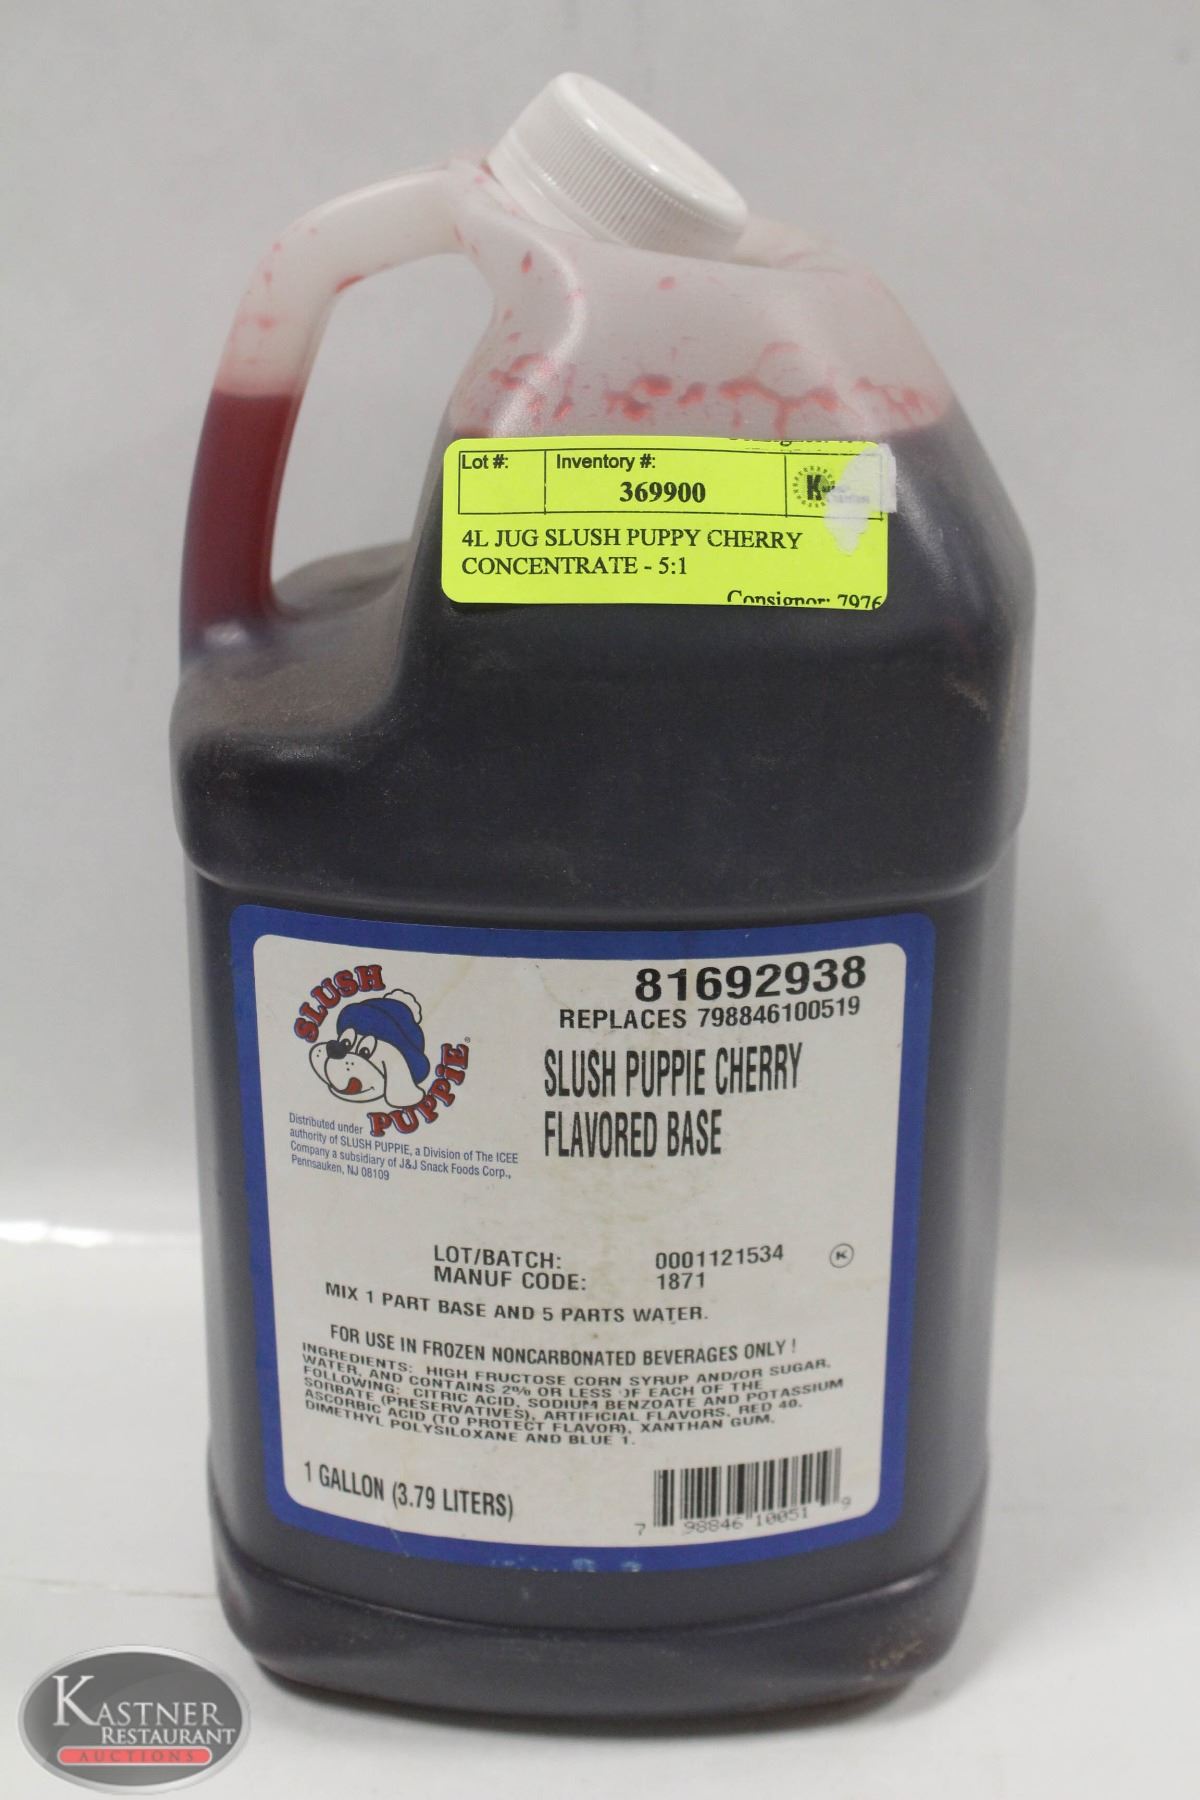 Lot #:
Inventory #:
369900
K
4L JUG SLUSH PUPPY CHERRY
CONCENTRATE - 5:1
Consignor: 7976
SLUSH
PUPPiE®
Distributed under
authority of SLUSH PUPPIE, a Division of The ICEE
Company a subsidiary of J&J Snack Foods Corp.,
Pennsauken, NJ 08109
81692938
REPLACES 798846100519
SLUSH PUPPIE CHERRY
FLAVORED BASE
LOT/BATCH: 0001121534
MANUF CODE: 1871
K
MIX 1 PART BASE AND 5 PARTS WATER.
FOR USE IN FROZEN NONCARBONATED BEVERAGES ONLY !
INGREDIENTS: HIGH FRUCTOSE CORN SYRUP AND/OR SUGAR,
WATER, AND CONTAINS 2% OR LESS OF EACH OF THE
FOLLOWING: CITRIC ACID, SODIUM BENZOATE AND POTASSIUM
SORBATE (PRESERVATIVES), ARTIFICIAL FLAVORS, RED 40,
ASCORBIC ACID (TO PROTECT FLAVOR), XANTHAN GUM,
DIMETHYL POLYSILOXANE AND BLUE 1.
1 GALLON (3.79 LITERS)
7 98846 10051 9
KASTNER
RESTAURANT
AUCTIONS